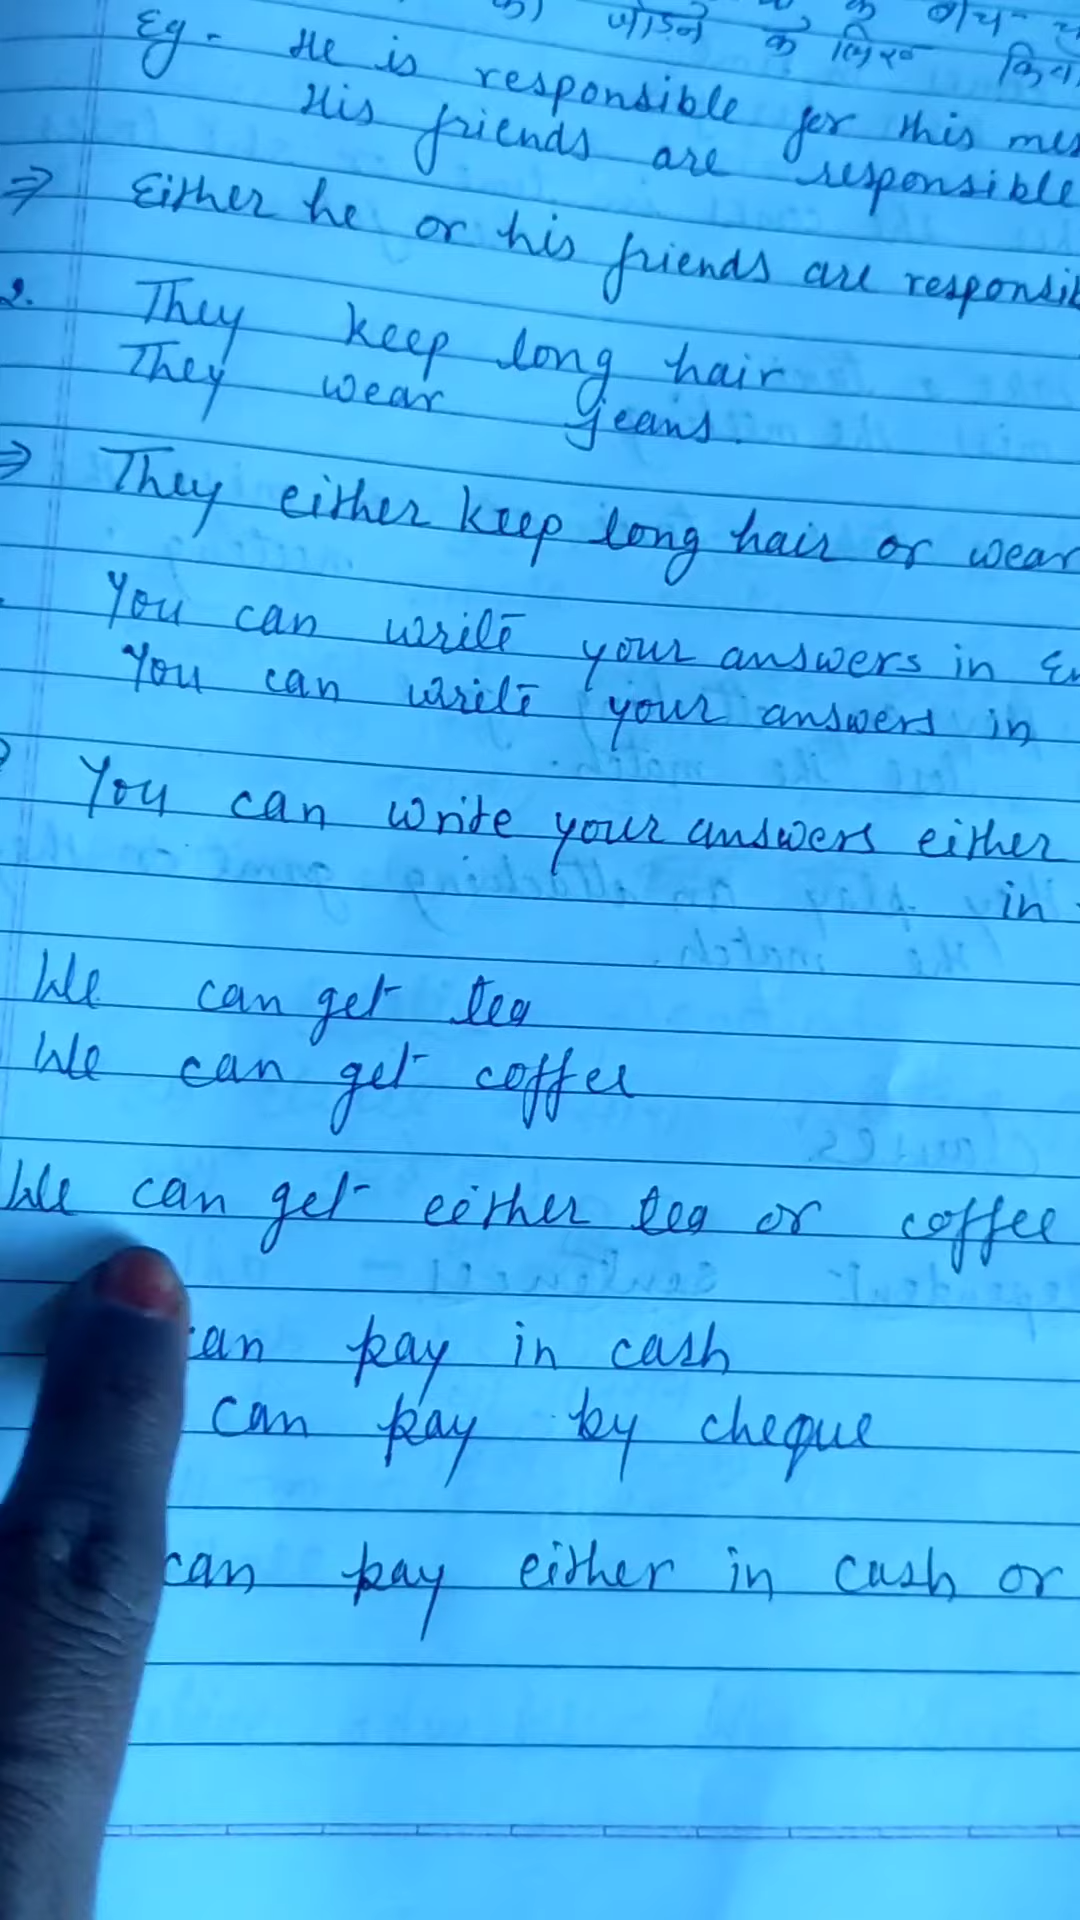 जोड़ने के लिए
Eg - He is responsible for this
His friends are responsible
⇒ Either he or his friends are
2. They keep long hair
They wear jeans.
⇒ They either keep long hair or wear
You can write your answers in
You can write your answers in
You can write your answers either
in
We can get tea
We can get coffee
We can get either tea or coffee
can pay in cash
can pay by cheque
can pay either in cash or